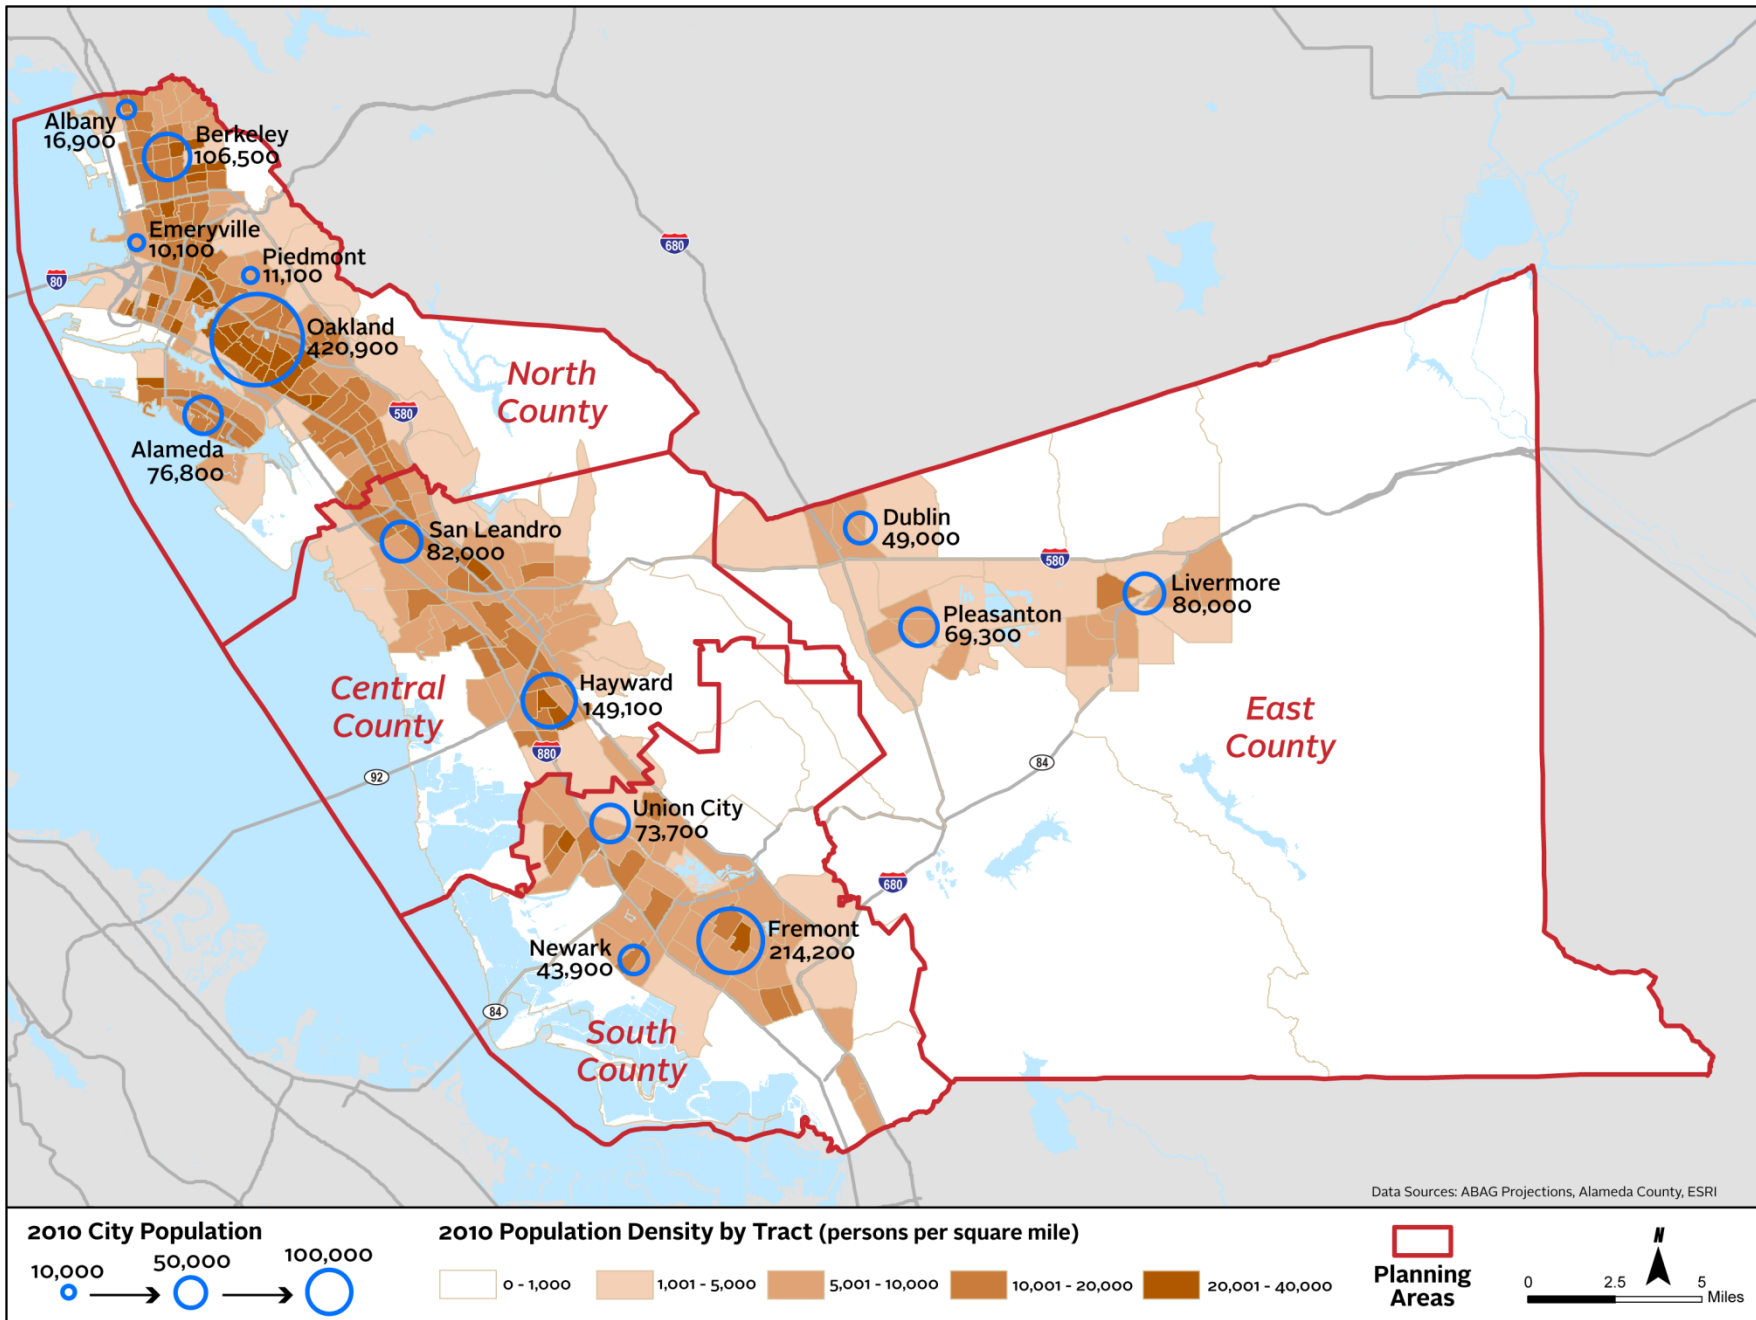 Albany
16,900
Berkeley
106,500
Emeryville
10,100
Piedmont
11,100
680
80
Oakland
420,900
North
County
580
Alameda
76,800
San Leandro
82,000
Dublin
49,000
580
Livermore
80,000
Pleasanton
69,300
Central
County
Hayward
149,100
East
County
880
92
84
Union City
73,700
680
Fremont
214,200
Newark
43,900
84
South
County
Data Sources: ABAG Projections, Alameda County, ESRI
2010 City Population
10,000
50,000
100,000
2010 Population Density by Tract (persons per square mile)
0 - 1,000
1,001 - 5,000
5,001 - 10,000
10,001 - 20,000
20,001 - 40,000
Planning
Areas
N
0 2.5 5
Miles